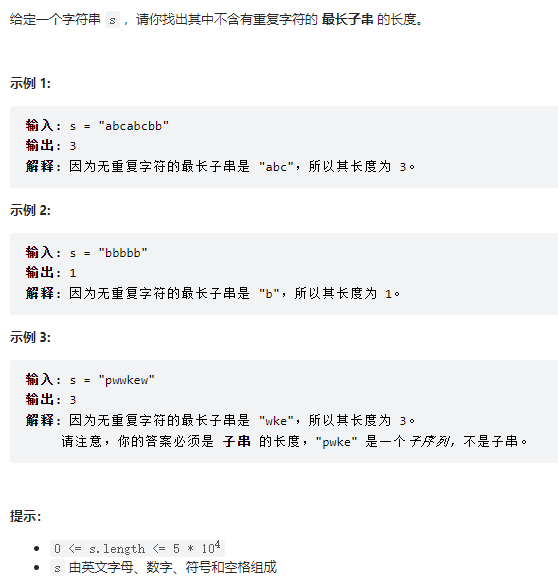 给定一个字符串 s ，请你找出其中不含有重复字符的 最长子串 的长度。
示例 1:
输入: s = "abcabcbb"
输出: 3
解释: 因为无重复字符的最长子串是 "abc"，所以其长度为 3。
示例 2:
输入: s = "bbbbb"
输出: 1
解释: 因为无重复字符的最长子串是 "b"，所以其长度为 1。
示例 3:
输入: s = "pwwkew"
输出: 3
解释: 因为无重复字符的最长子串是 "wke"，所以其长度为 3。
请注意，你的答案必须是 子串 的长度，"pwke" 是一个子序列，不是子串。
提示：
• 0 <= s.length <= 5 * 10⁴
• s 由英文字母、数字、符号和空格组成